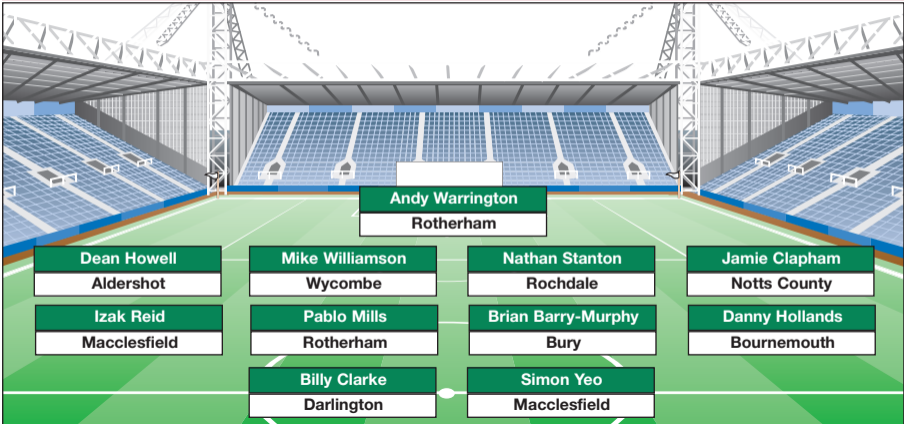 Andy Warrington
Rotherham
Dean Howell
Aldershot
Mike Williamson
Wycombe
Nathan Stanton
Rochdale
Jamie Clapham
Notts County
Izak Reid
Macclesfield
Pablo Mills
Rotherham
Brian Barry-Murphy
Bury
Danny Hollands
Bournemouth
Billy Clarke
Darlington
Simon Yeo
Macclesfield